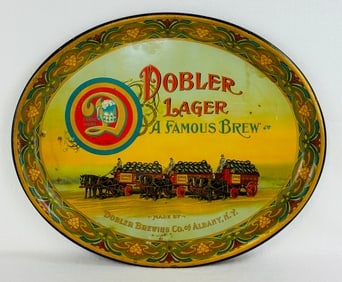 D
DOBLER
LAGER
A FAMOUS BREW
MADE BY
DOBLER BREWING CO. OF ALBANY, N.Y.